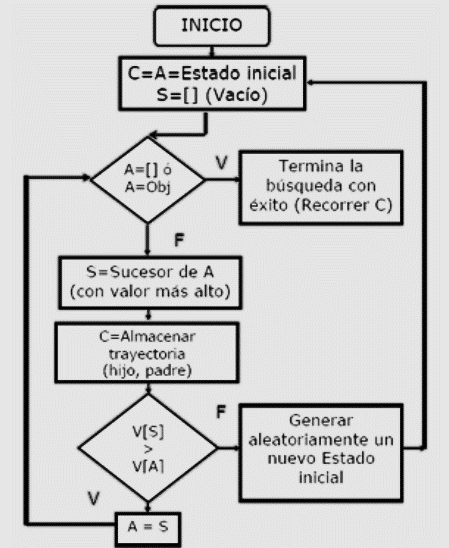 INICIO
C=A=Estado inicial
S=[] (Vacío)
A=[] ó
A=Obj
V
Termina la
búsqueda con
éxito (Recorrer C)
F
S=Sucesor de A
(con valor más alto)
C=Almacenar
trayectoria
(hijo, padre)
V[S]
>
V[A]
F
Generar
aleatoriamente un
nuevo Estado
inicial
V
A = S